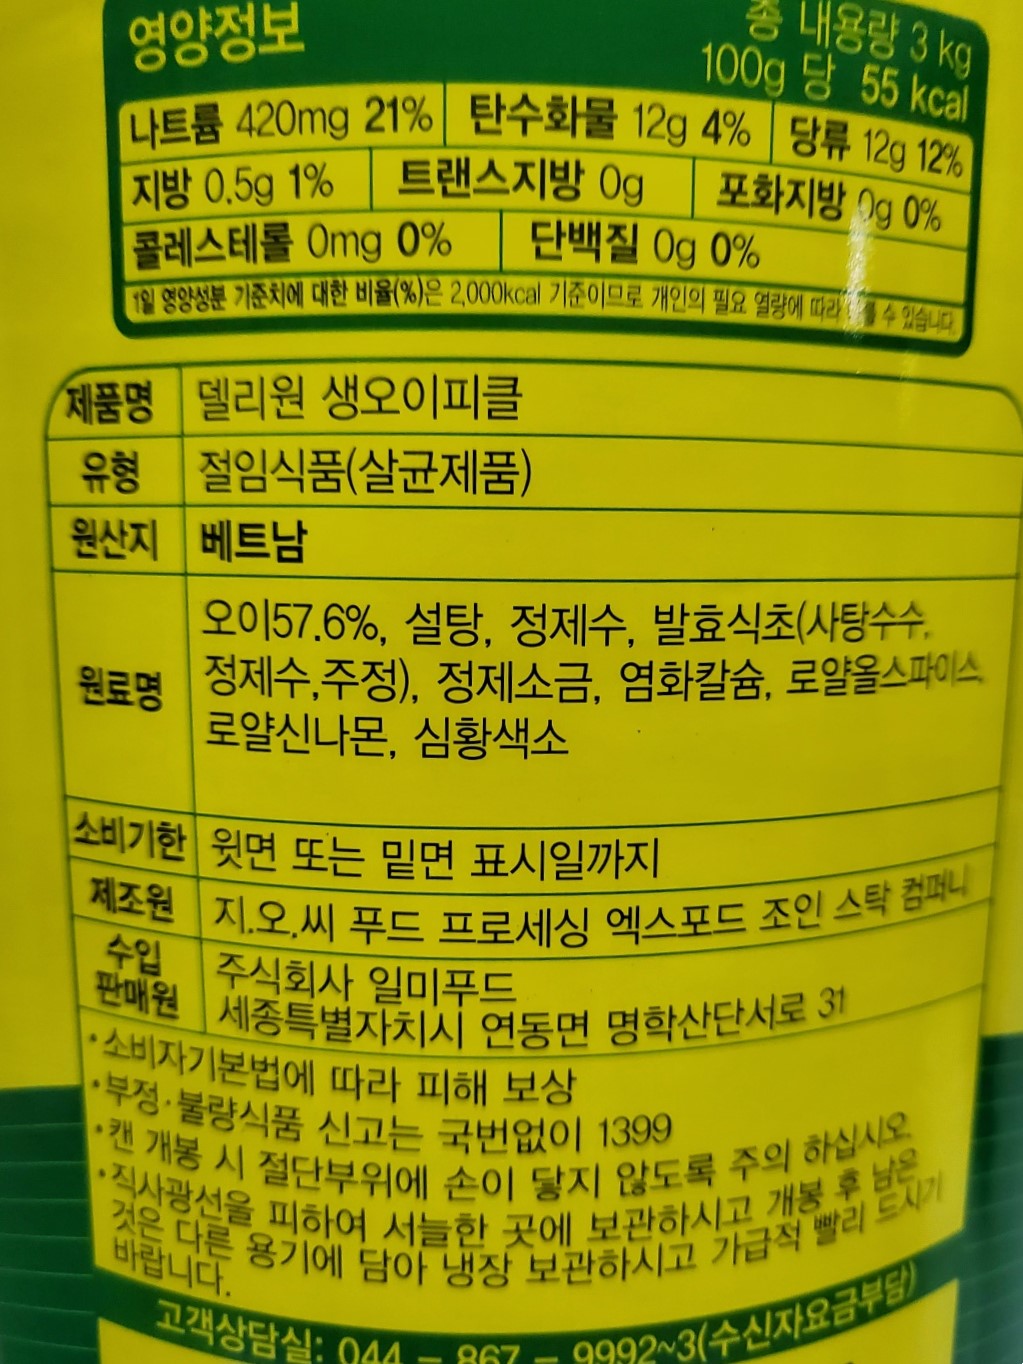 영양정보
총 내용량 3 kg
100g 당 55 kcal
나트륨 420mg 21% 탄수화물 12g 4% 당류 12g 12%
지방 0.5g 1% 트랜스지방 0g 포화지방 0g 0%
콜레스테롤 0mg 0% 단백질 0g 0%
1일 영양성분 기준치에 대한 비율(%)은 2,000kcal 기준이므로 개인의 필요 열량에 따라 다를 수 있습니다.
제품명 델리원 생오이피클
유형 절임식품(살균제품)
원산지 베트남
원료명
오이57.6%, 설탕, 정제수, 발효식초(사탕수수,
정제수,주정), 정제소금, 염화칼슘, 로얄올스파이스,
로얄신나몬, 심황색소
소비기한 윗면 또는 밑면 표시일까지
제조원 지.오.씨 푸드 프로세싱 엑스포드 조인 스탁 컴퍼니
수입
판매원
주식회사 일미푸드
세종특별자치시 연동면 명학산단서로 31
•소비자기본법에 따라 피해 보상
•부정·불량식품 신고는 국번없이 1399
•캔 개봉 시 절단부위에 손이 닿지 않도록 주의 하십시오.
•직사광선을 피하여 서늘한 곳에 보관하시고 개봉 후 남은
것은 다른 용기에 담아 냉장 보관하시고 가급적 빨리 드시기
바랍니다.
고객상담실: 044 - 867 - 9992~3(수신자요금부담)